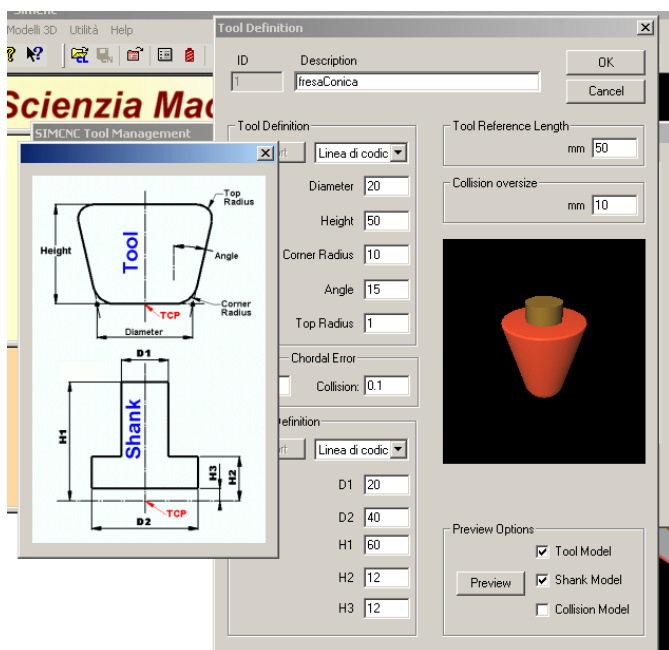 Simcnc
Modelli 3D Utilità Help
Scienzia Mac
SIMCNC Tool Management
Tool Definition
ID Description
1 fresaConica
OK
Cancel
Tool Definition
Linea di codic
Diameter 20
Height 50
Corner Radius 10
Angle 15
Top Radius 1
Chordal Error
Collision: 0.1
Definition
Linea di codic
D1 20
D2 40
H1 60
H2 12
H3 12
Tool Reference Length
mm 50
Collision oversize
mm 10
Preview Options
Tool Model
Preview
Shank Model
Collision Model
Top
Radius
Height
Tool
Angle
Corner
Radius
TCP
Diameter
D1
H1
Shank
H3
H2
TCP
D2